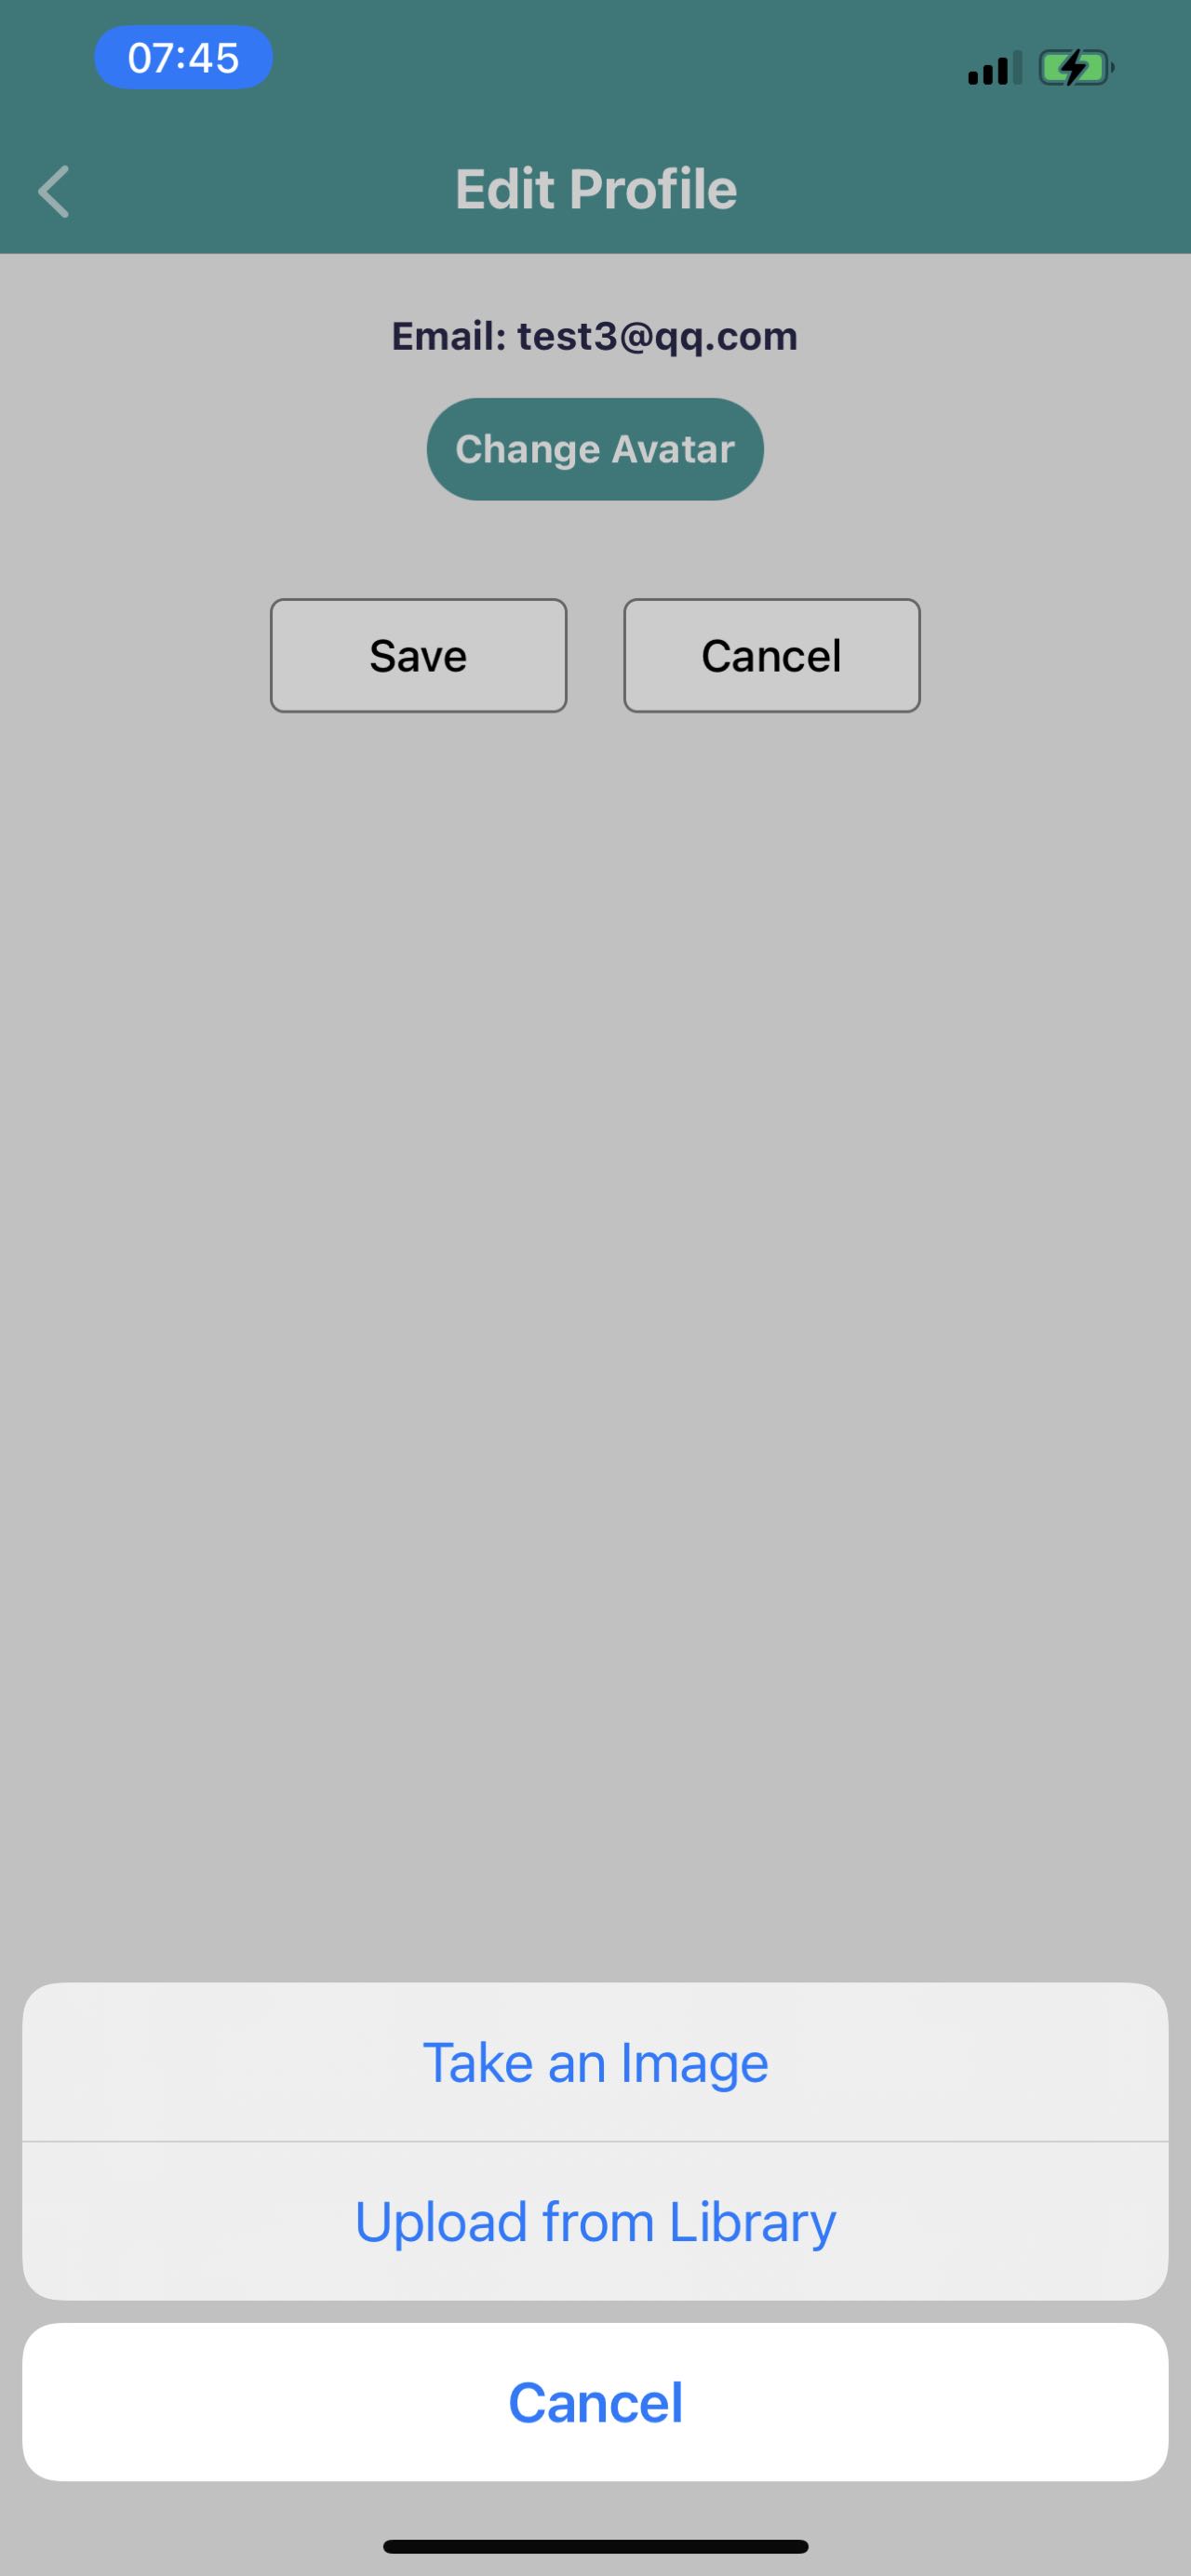 07:45
Edit Profile
Email: test3@qq.com
Change Avatar
Save Cancel
Take an Image
Upload from Library
Cancel